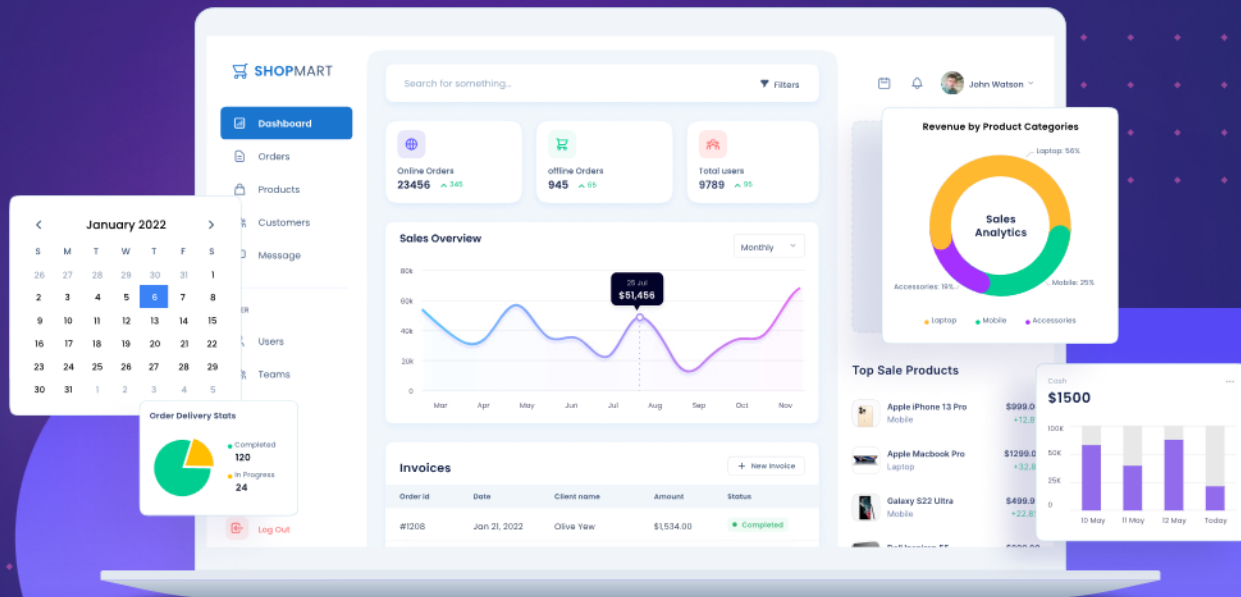 SHOPMART
Dashboard
Orders
Products
Customers
Message
Users
Teams
Log Out
January 2022
S M T W T F S
26 27 28 29 30 31 1
2 3 4 5 6 7 8
9 10 11 12 13 14 15
16 17 18 19 20 21 22
23 24 25 26 27 28 29
30 31 1 2 3 4 5
Order Delivery Stats
Completed
120
In Progress
24
Search for something...
Filters
Online Orders
23456 345
offline Orders
945
Total users
9789 95
Sales Overview
Monthly
80k
60k
40k
20k
0
25 Jul
$51,456
Mar Apr May Jun Jul Aug Sep Oct Nov
Invoices
+ New Invoice
Order id Date Client name Amount Status
#1208 Jan 21, 2022 Olive Yew $1,534.00 Completed
John Watson
Revenue by Product Categories
Laptop: 56%
Sales
Analytics
Accessories: 19%
Mobile: 25%
Laptop Mobile Accessories
Top Sale Products
Apple iPhone 13 Pro $999.0
Mobile +12.8
Apple Macbook Pro $1299.0
Laptop +32.8
Galaxy S22 Ultra $499.9
Mobile +22.8
Cash
$1500
100K
50K
25K
0
10 May 11 May 12 May Today